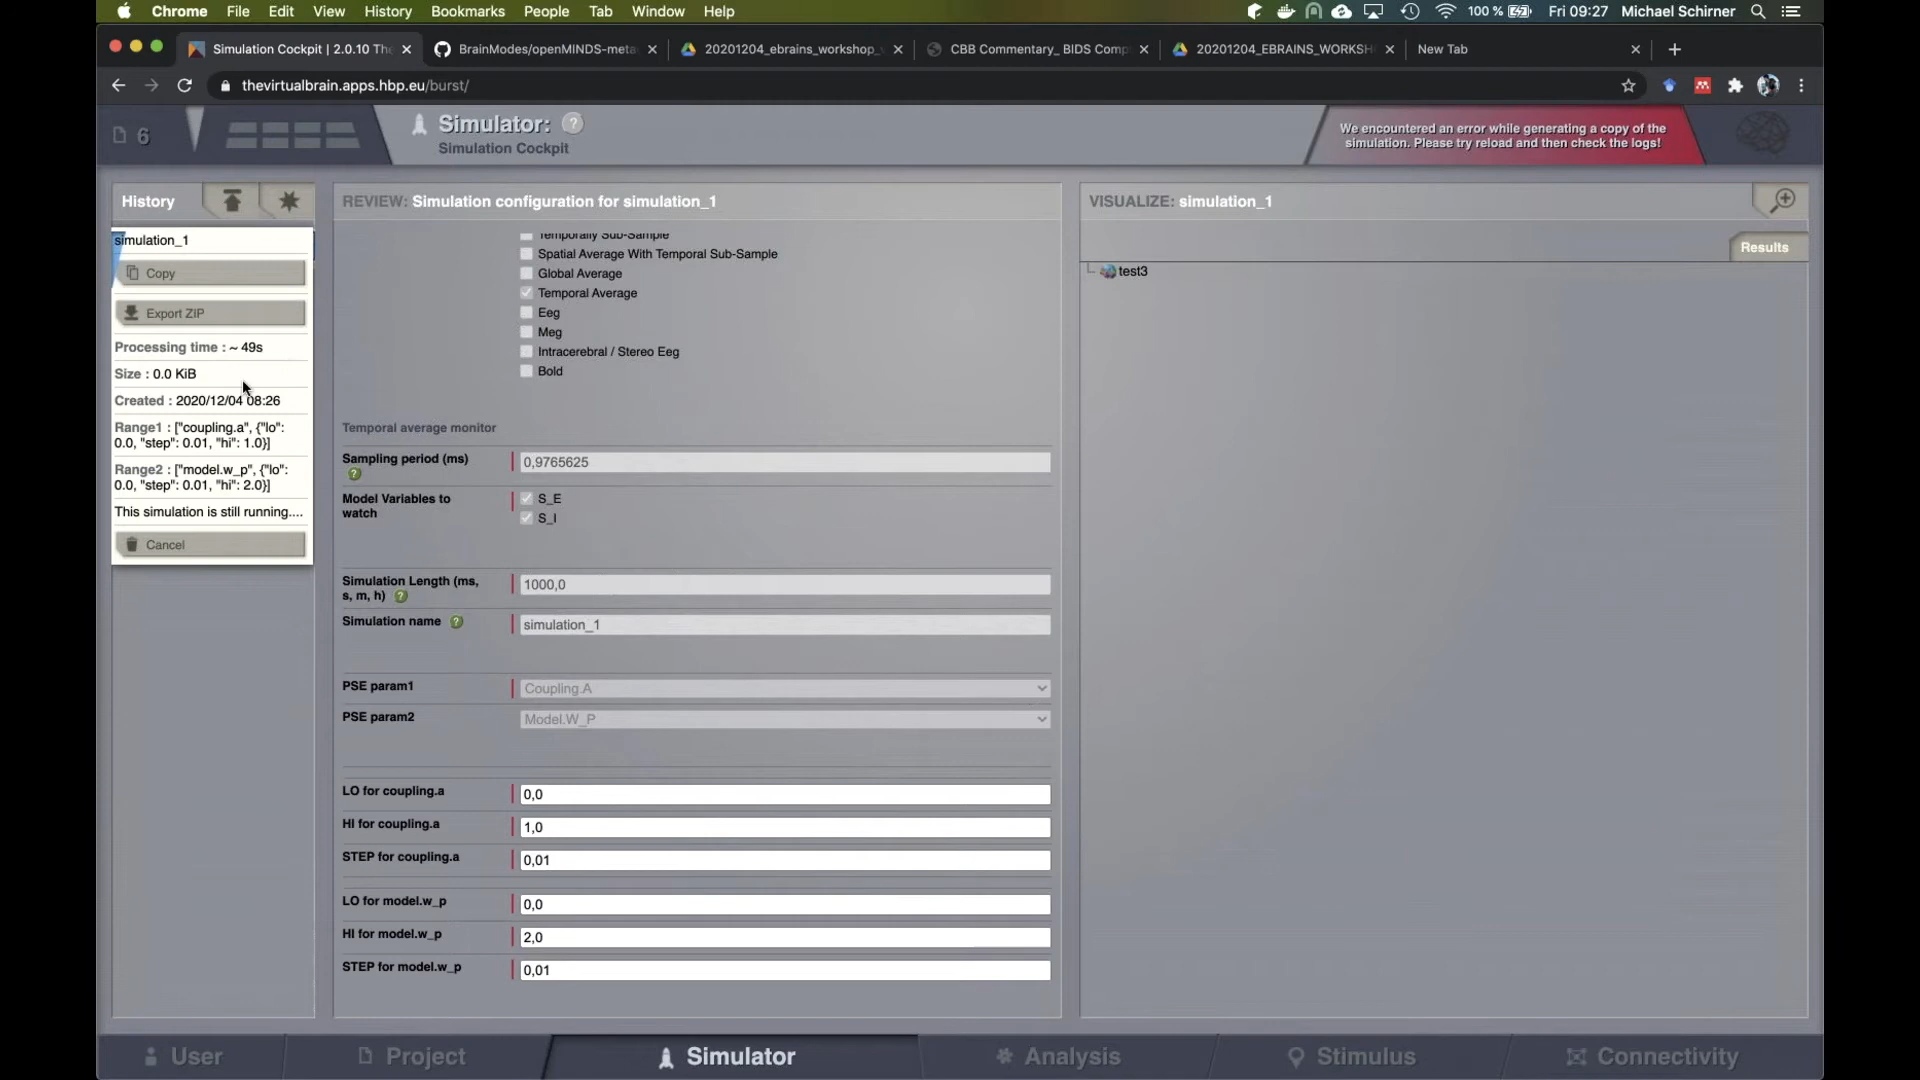 Chrome File Edit View History Bookmarks People Tab Window Help 100 % Fri 09:27 Michael Schirner
Simulation Cockpit | 2.0.10 The
BrainModes/openMINDS-meta
20201204_ebrains_workshop_
CBB Commentary_ BIDS Comp
20201204_EBRAINS_WORKSH
New Tab
thevirtualbrain.apps.hbp.eu/burst/
6
Simulator: ?
Simulation Cockpit
We encountered an error while generating a copy of the
simulation. Please try reload and then check the logs!
History
simulation_1
Copy
Export ZIP
Processing time : ~ 49s
Size : 0.0 KiB
Created : 2020/12/04 08:26
Range1 : ["coupling.a", {"lo":
0.0, "step": 0.01, "hi": 1.0}]
Range2 : ["model.w_p", {"lo":
0.0, "step": 0.01, "hi": 2.0}]
This simulation is still running....
Cancel
REVIEW: Simulation configuration for simulation_1
Temporally Sub-Sample
Spatial Average With Temporal Sub-Sample
Global Average
Temporal Average
Eeg
Meg
Intracerebral / Stereo Eeg
Bold
Temporal average monitor
Sampling period (ms) 0,9765625
?
Model Variables to
watch
S_E
S_I
Simulation Length (ms,
s, m, h) ?
1000,0
Simulation name ? simulation_1
PSE param1 Coupling.A
PSE param2 Model.W_P
LO for coupling.a 0,0
HI for coupling.a 1,0
STEP for coupling.a 0,01
LO for model.w_p 0,0
HI for model.w_p 2,0
STEP for model.w_p 0,01
VISUALIZE: simulation_1
Results
test3
User Project Simulator Analysis Stimulus Connectivity